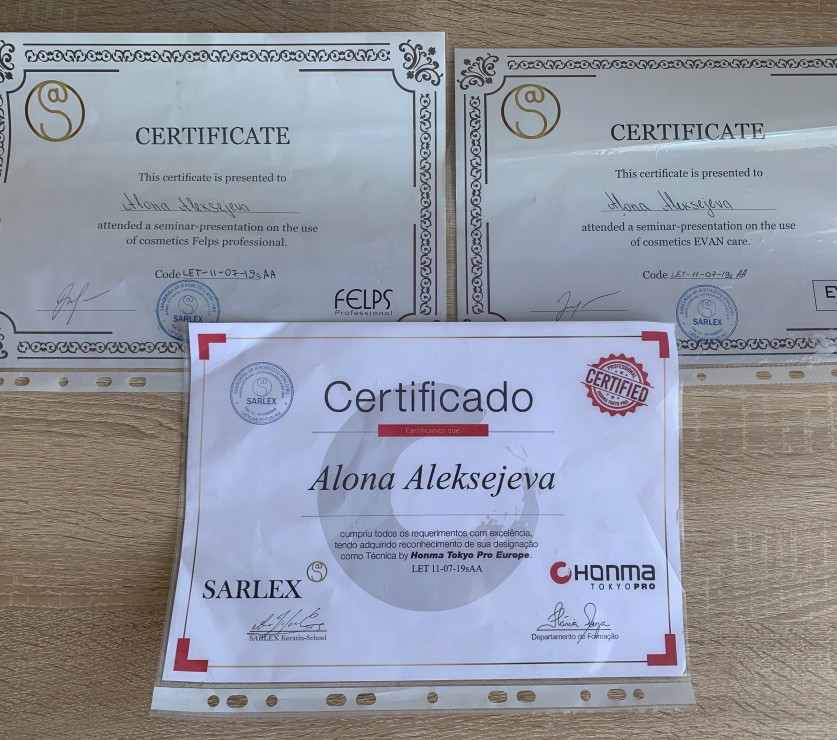 CERTIFICATE
This certificate is presented to
Alona Aleksejeva
attended a seminar-presentation on the use
of cosmetics Felps professional.
Code LET-11-07-19sAA
SARLEX
FELPS
Professional
CERTIFICATE
This certificate is presented to
Alona Aleksejeva
attended a seminar-presentation on the use
of cosmetics EVAN care.
Code LET-11-07-19sAA
SARLEX
SARLEX
Certificado
PROFESSIONAL
CERTIFIED
Certificamos que
Alona Aleksejeva
cumpriu todos os requerimentos com excelência,
tendo adquirido reconhecimento de sua designação
como Técnica by Honma Tokyo Pro Europe.
LET 11-07-19sAA
SARLEX
HONMA
TOKYO PRO
SARLEX Keratin-School
Departamento de Formação